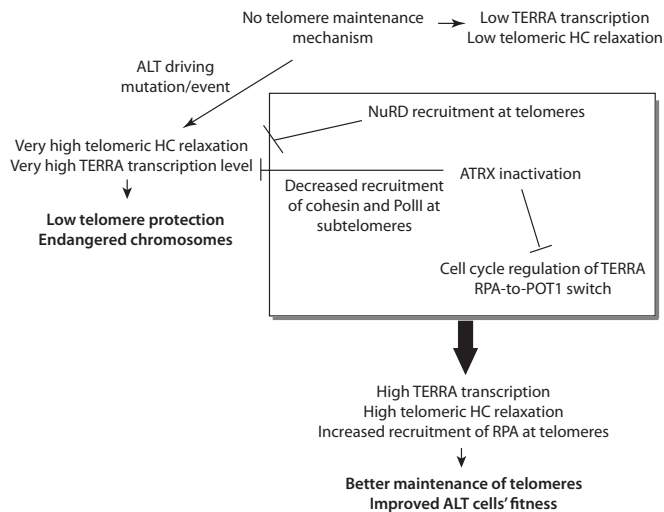 No telomere maintenance
mechanism
Low TERRA transcription
Low telomeric HC relaxation
ALT driving
mutation/event
NuRD recruitment at telomeres
Very high telomeric HC relaxation
Very high TERRA transcription level
ATRX inactivation
Decreased recruitment
of cohesin and PolII at
subtelomeres
Low telomere protection
Endangered chromosomes
Cell cycle regulation of TERRA
RPA-to-POT1 switch
High TERRA transcription
High telomeric HC relaxation
Increased recruitment of RPA at telomeres
Better maintenance of telomeres
Improved ALT cells’ fitness